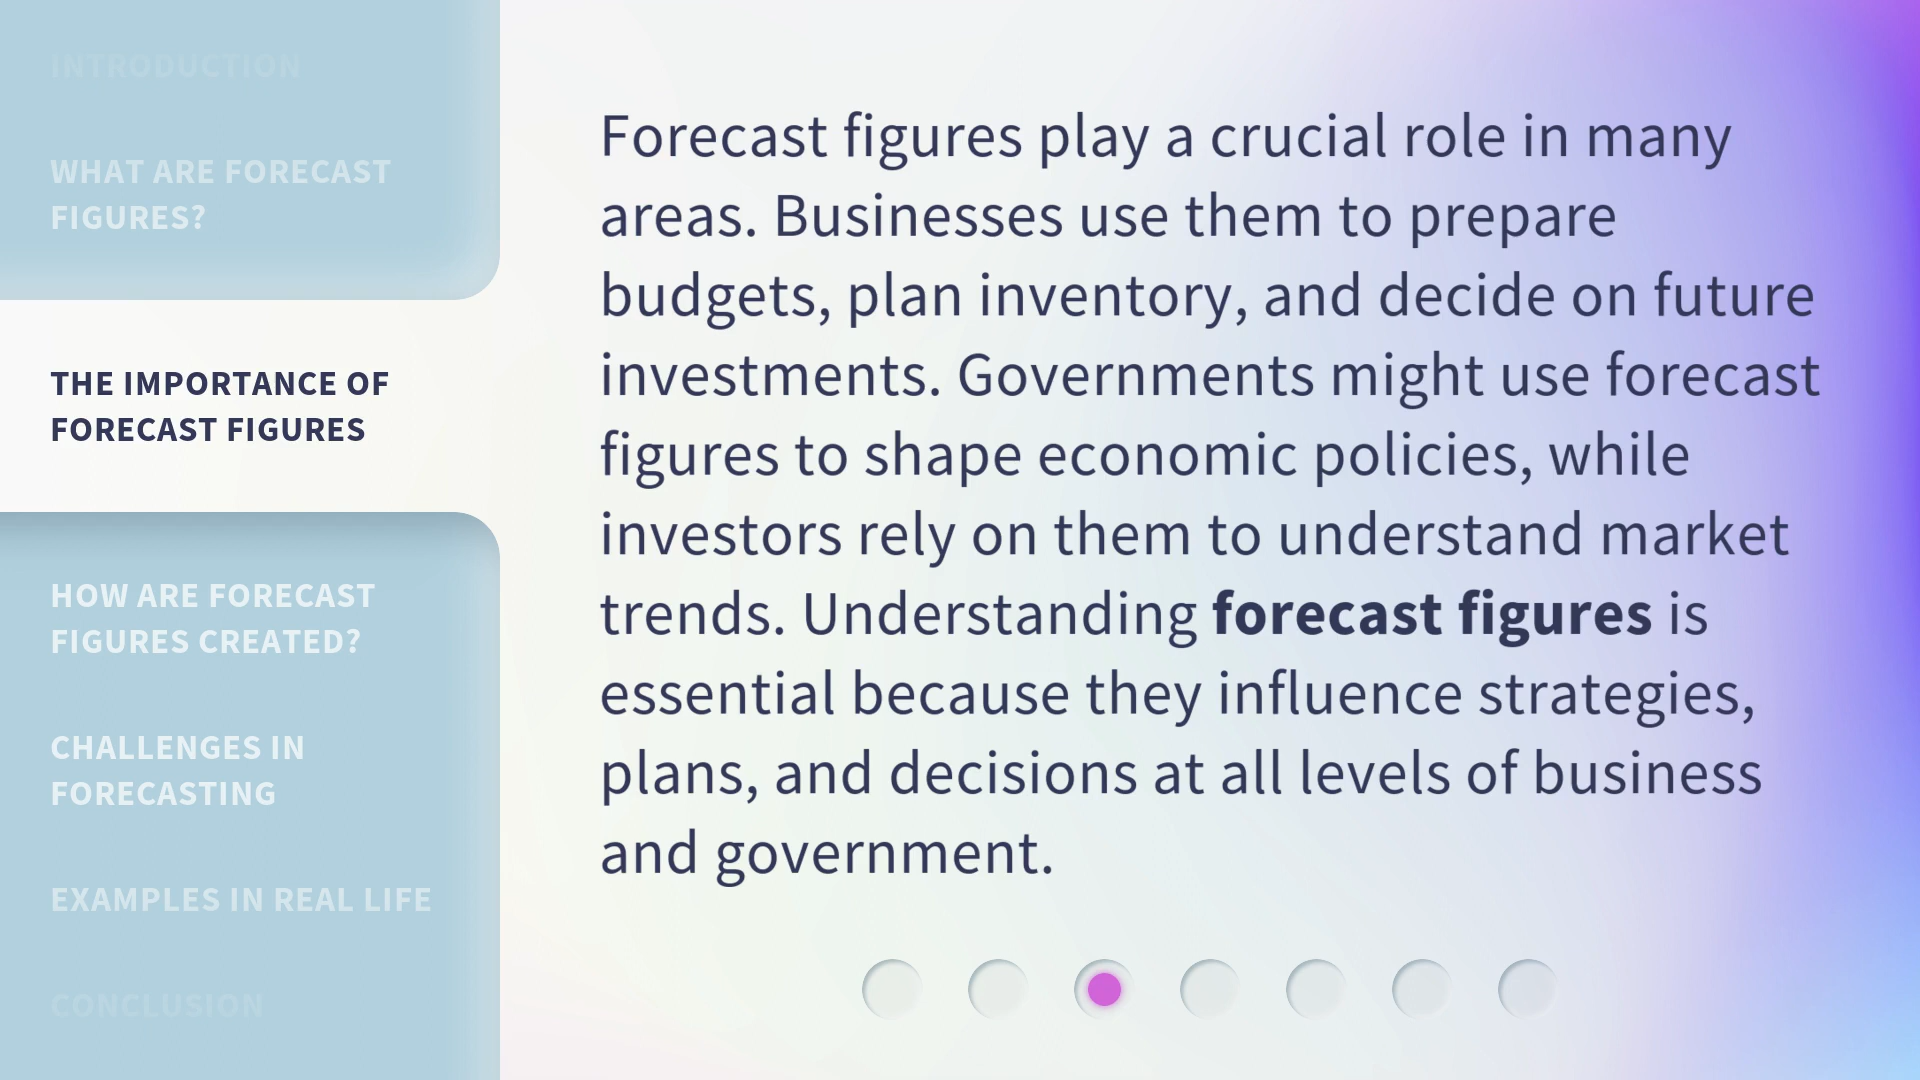 INTRODUCTION
WHAT ARE FORECAST
FIGURES?
THE IMPORTANCE OF
FORECAST FIGURES
HOW ARE FORECAST
FIGURES CREATED?
CHALLENGES IN
FORECASTING
EXAMPLES IN REAL LIFE
CONCLUSION
Forecast figures play a crucial role in many
areas. Businesses use them to prepare
budgets, plan inventory, and decide on future
investments. Governments might use forecast
figures to shape economic policies, while
investors rely on them to understand market
trends. Understanding forecast figures is
essential because they influence strategies,
plans, and decisions at all levels of business
and government.